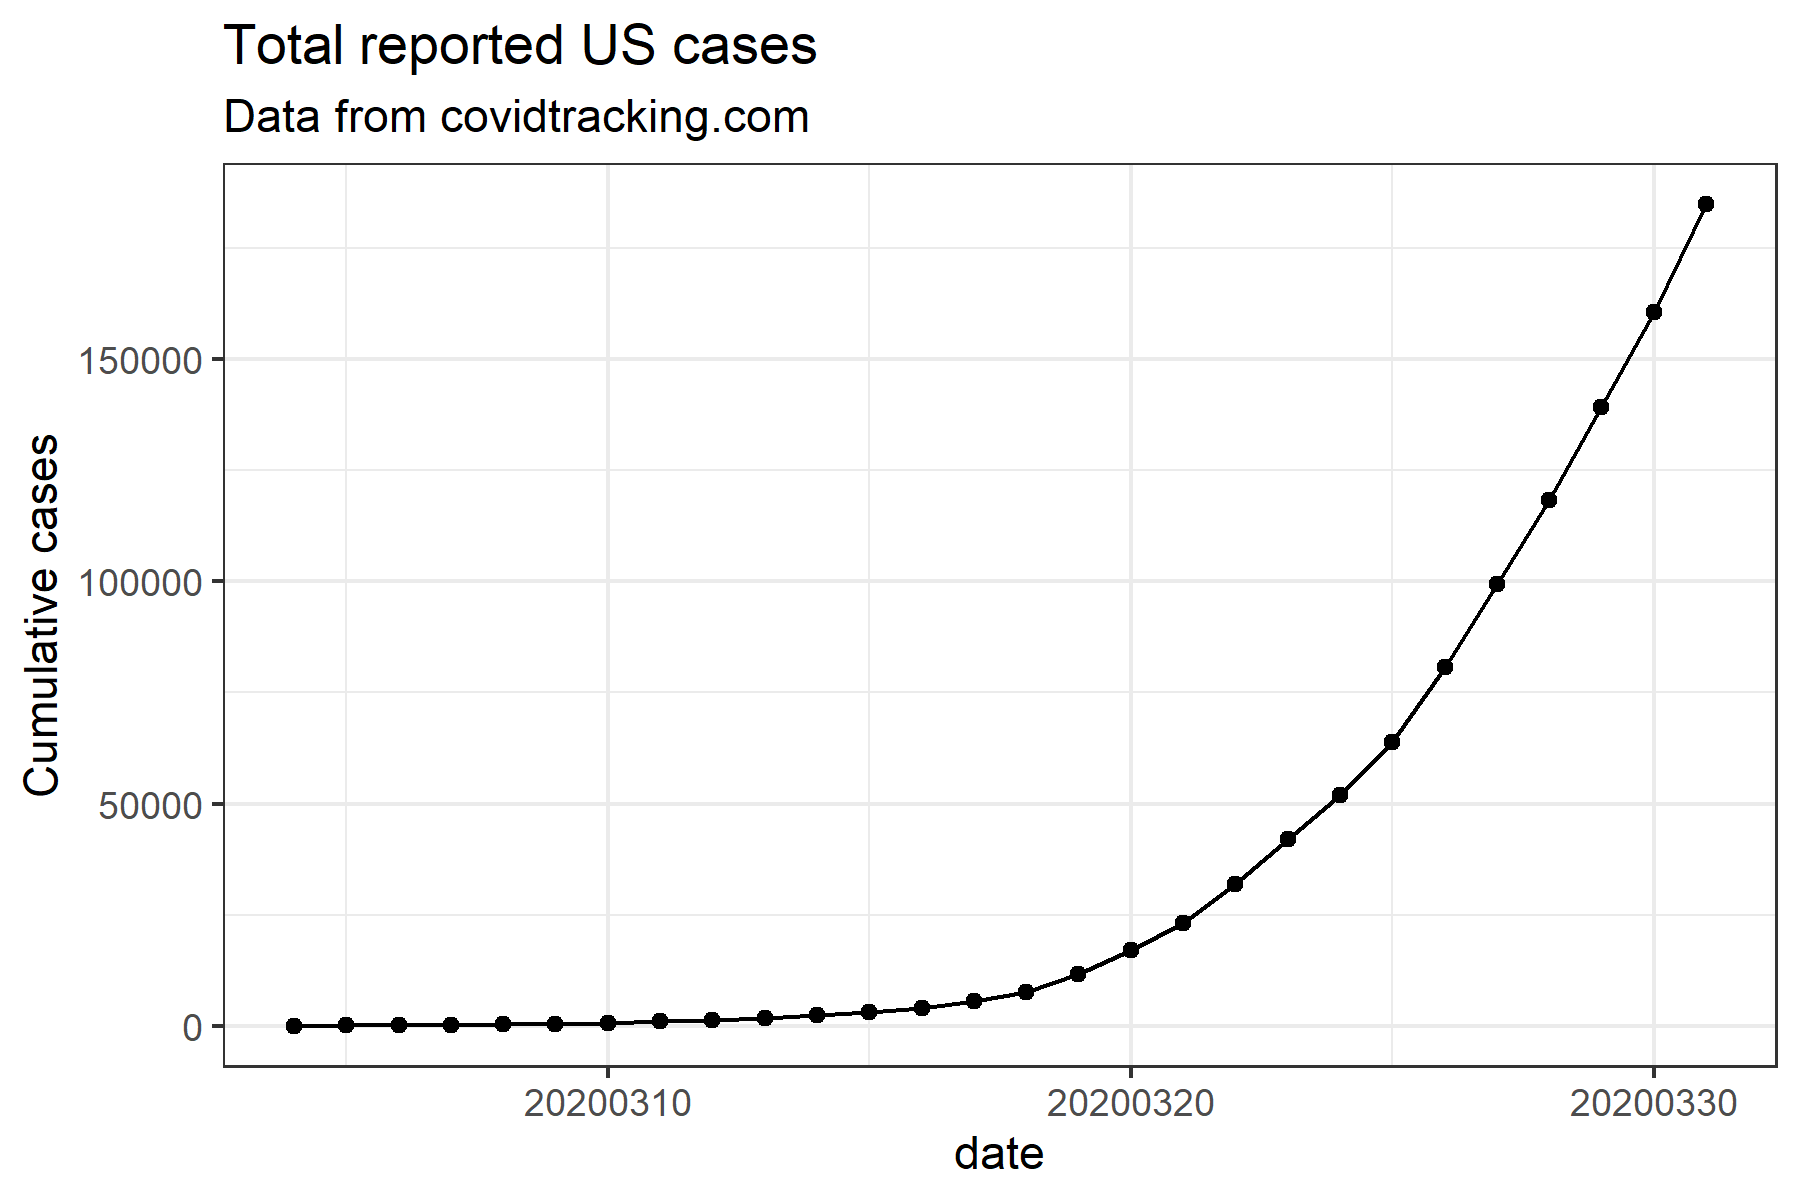 Total reported US cases
Data from covidtracking.com
Cumulative cases
150000
100000
50000
0
20200310 20200320 20200330
date